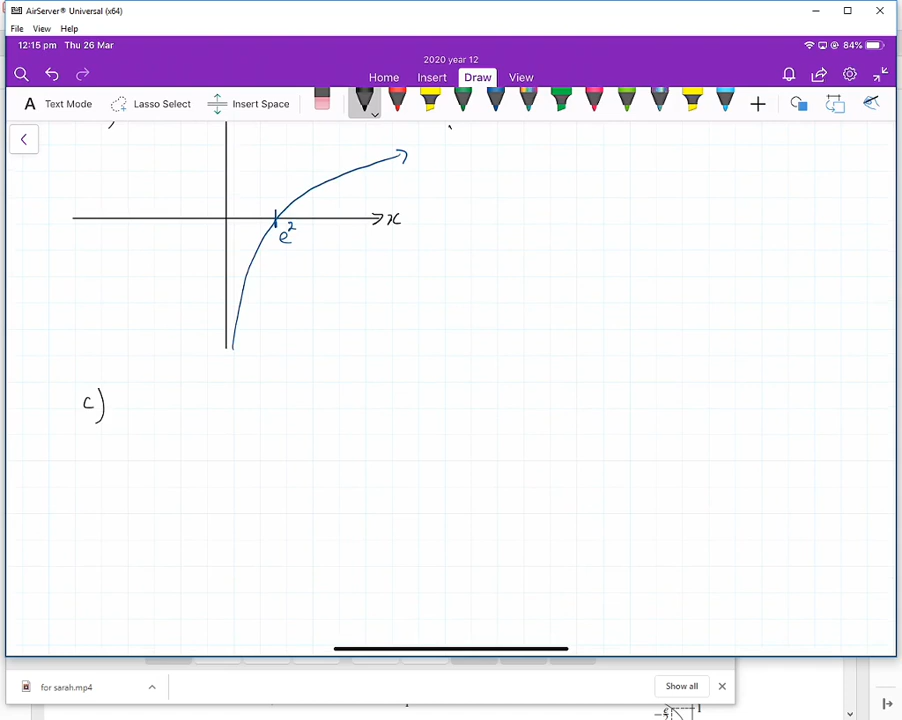 AirServer® Universal (x64)
File View Help
12:15 pm Thu 26 Mar
84%
2020 year 12
Home Insert Draw View
A Text Mode Lasso Select Insert Space
x
e²
c)
for sarah.mp4
Show all